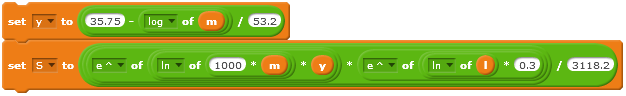 set y to 35.75 - log of m / 53.2
set S to e ^ of ln of 1000 * m * y * e ^ of ln of l * 0.3 / 3118.2